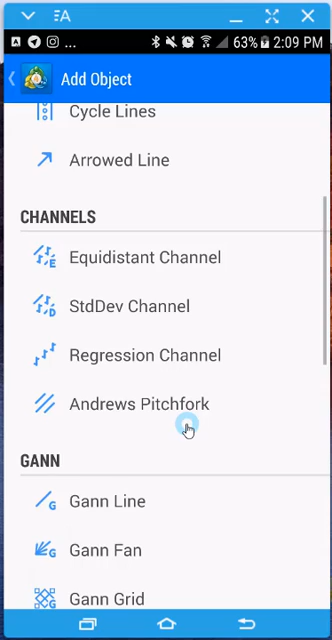 A
A
...
63%
2:09 PM
Add Object
Cycle Lines
Arrowed Line
CHANNELS
E
Equidistant Channel
D
StdDev Channel
Regression Channel
Andrews Pitchfork
GANN
G
Gann Line
G
Gann Fan
G
Gann Grid